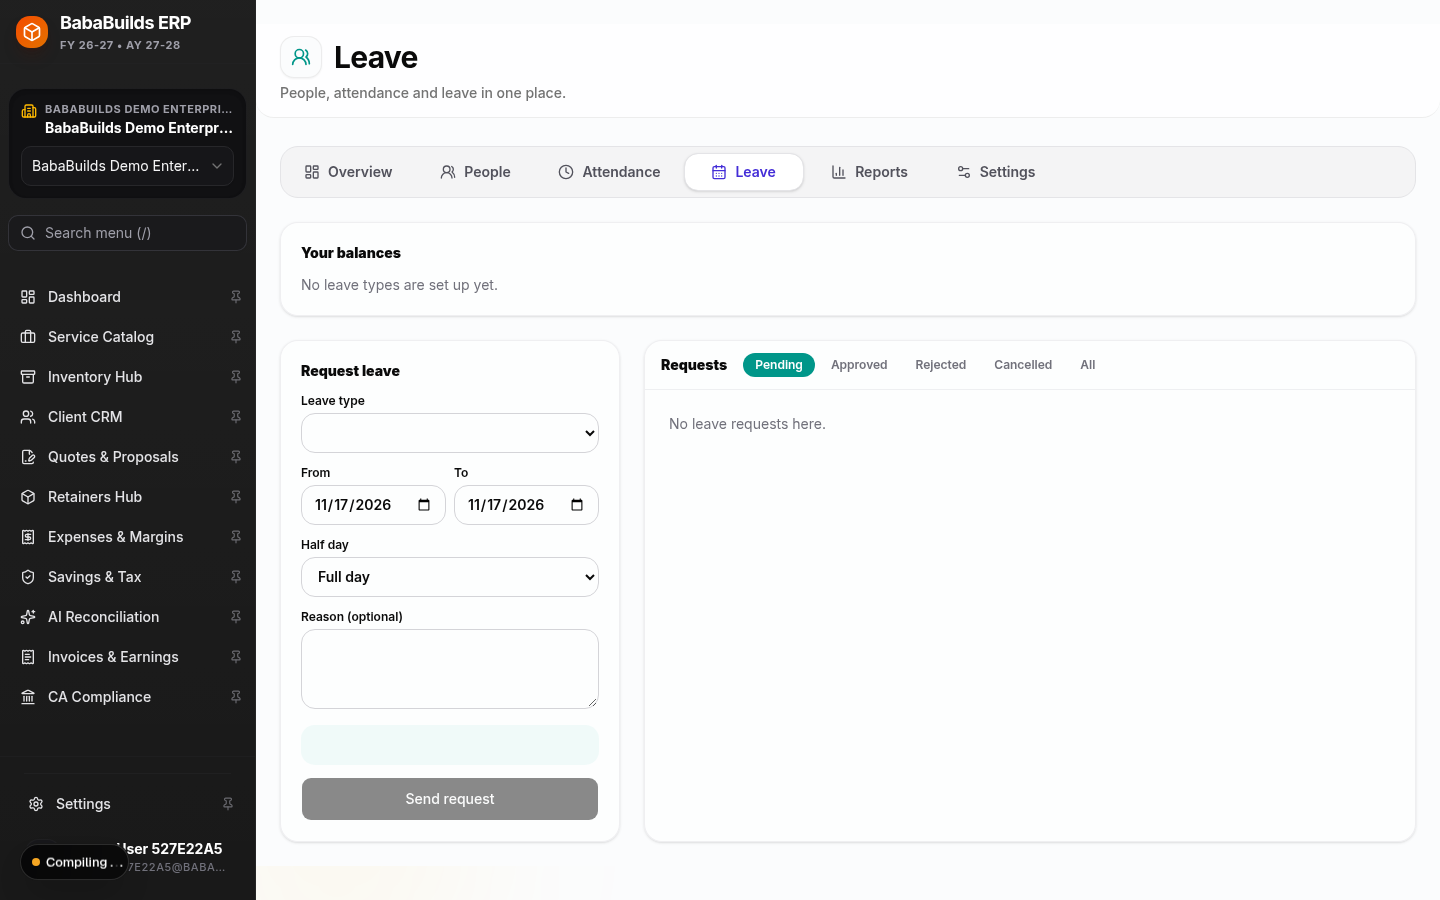 BabaBuilds ERP
FY 26-27 • AY 27-28
BABABUILDS DEMO ENTERPRI...
BabaBuilds Demo Enterpr...
BabaBuilds Demo Enter...
Search menu (/)
Dashboard
Service Catalog
Inventory Hub
Client CRM
Quotes & Proposals
Retainers Hub
Expenses & Margins
Savings & Tax
AI Reconciliation
Invoices & Earnings
CA Compliance
Settings
User 527E22A5
7E22A5@BABA...
Compiling ...
Leave
People, attendance and leave in one place.
Overview People Attendance Leave Reports Settings
Your balances
No leave types are set up yet.
Request leave
Leave type
From To
11/17/2026 11/17/2026
Half day
Full day
Reason (optional)
Send request
Requests Pending Approved Rejected Cancelled All
No leave requests here.